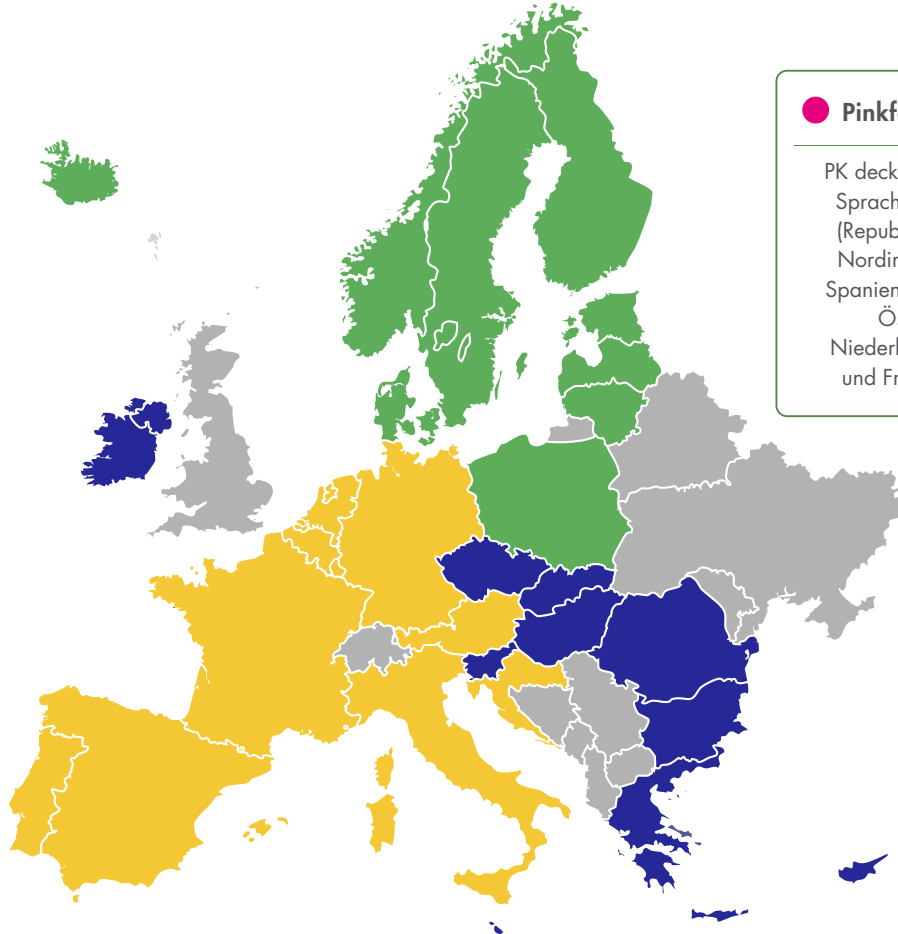 Pinkf
PK deck
Sprach
(Repub
Nordir
Spanien
Ö
Niederl
und Fr